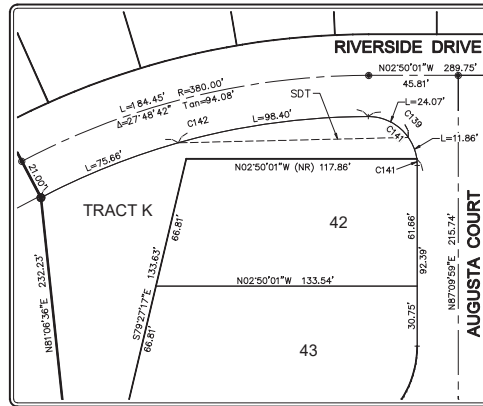 RIVERSIDE DRIVE
N02°50'01"W 289.75'
45.81'
L=184.45' R=380.00'
Δ=27°48'42" Tan=94.08'
SDT
L=24.07'
C139
C142
L=98.40'
C141
L=11.86'
L=75.66'
21.00'
N02°50'01"W (NR) 117.86'
C141
TRACT K
42
66.81'
61.66'
S79°27'17"E 133.63'
92.39'
N81°06'36"E 232.23'
N02°50'01"W 133.54'
66.81'
43
30.75'
N87°09'59"E 215.74'
AUGUSTA COURT